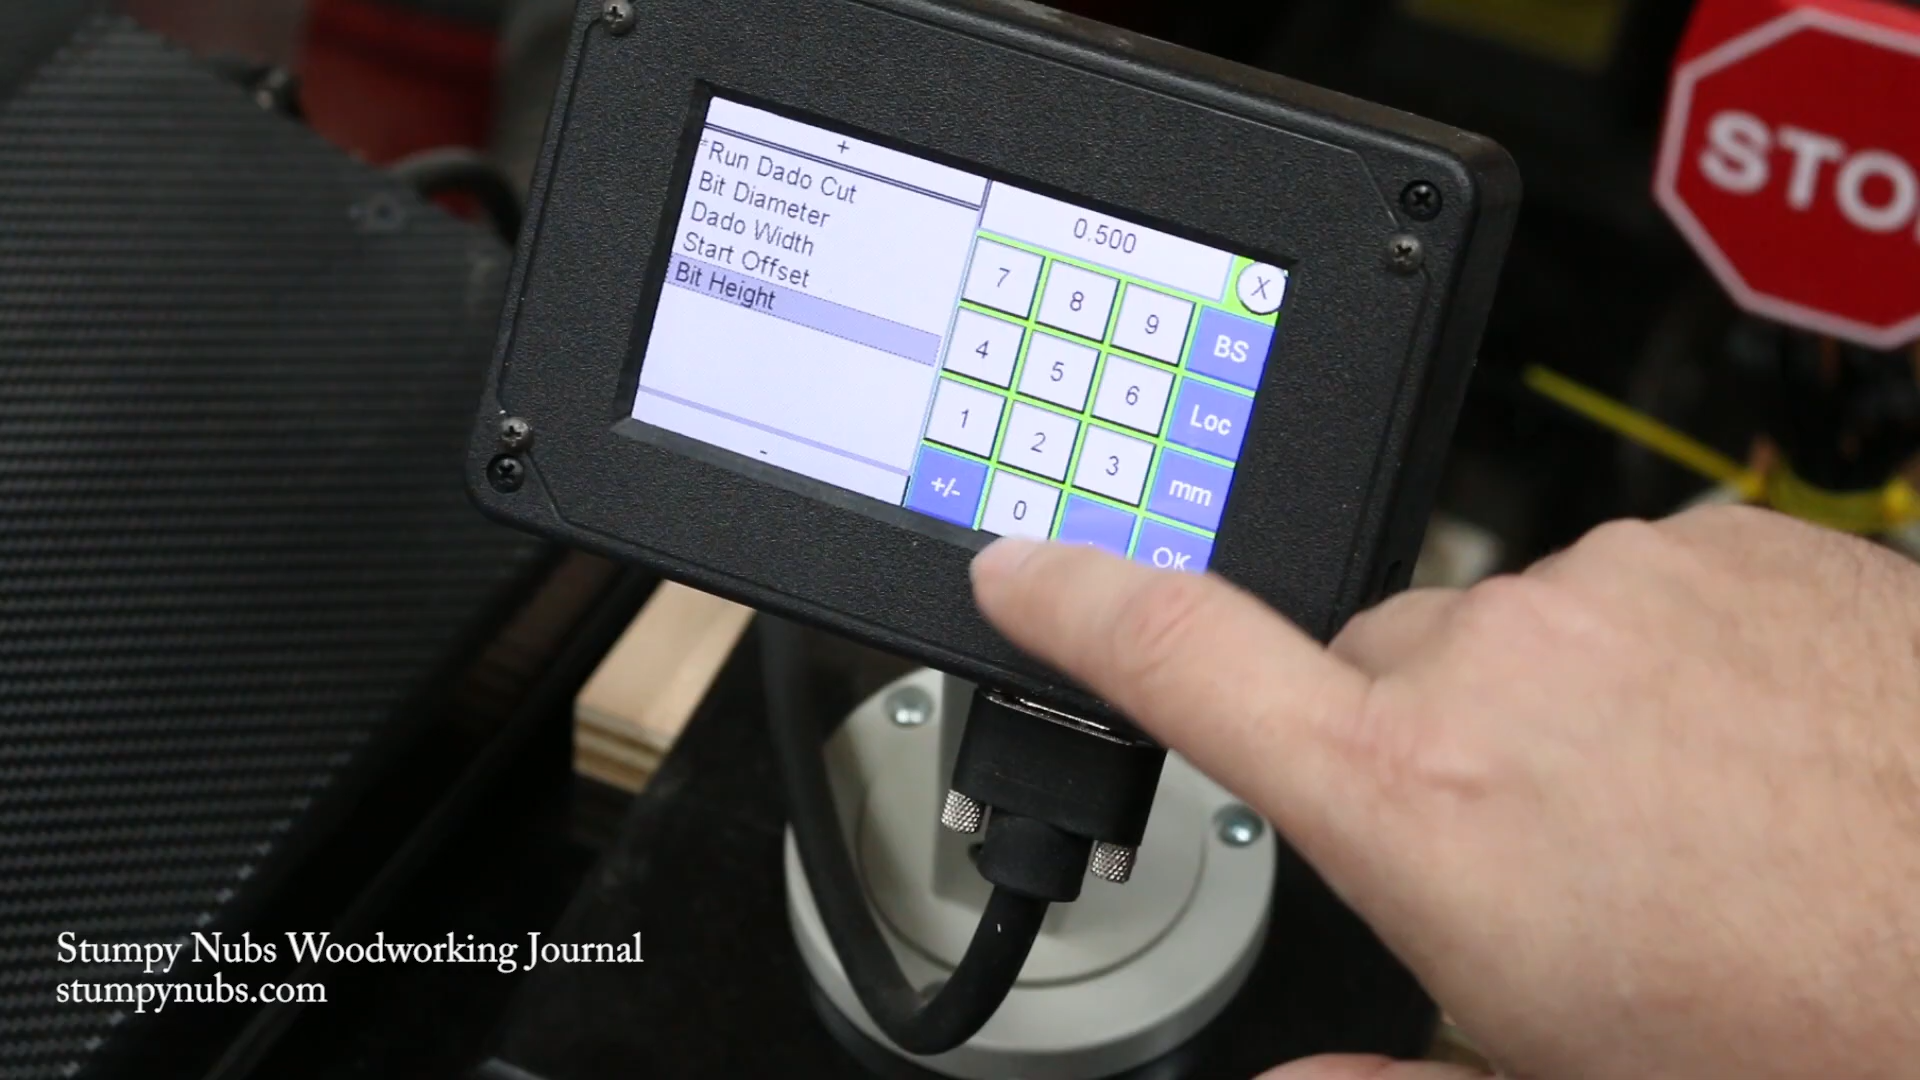 +
*Run Dado Cut
Bit Diameter
Dado Width
Start Offset
Bit Height
-
0.500
X
7 8 9 BS
4 5 6 Loc
1 2 3 mm
+/- 0 . OK
Stumpy Nubs Woodworking Journal
stumpynubs.com